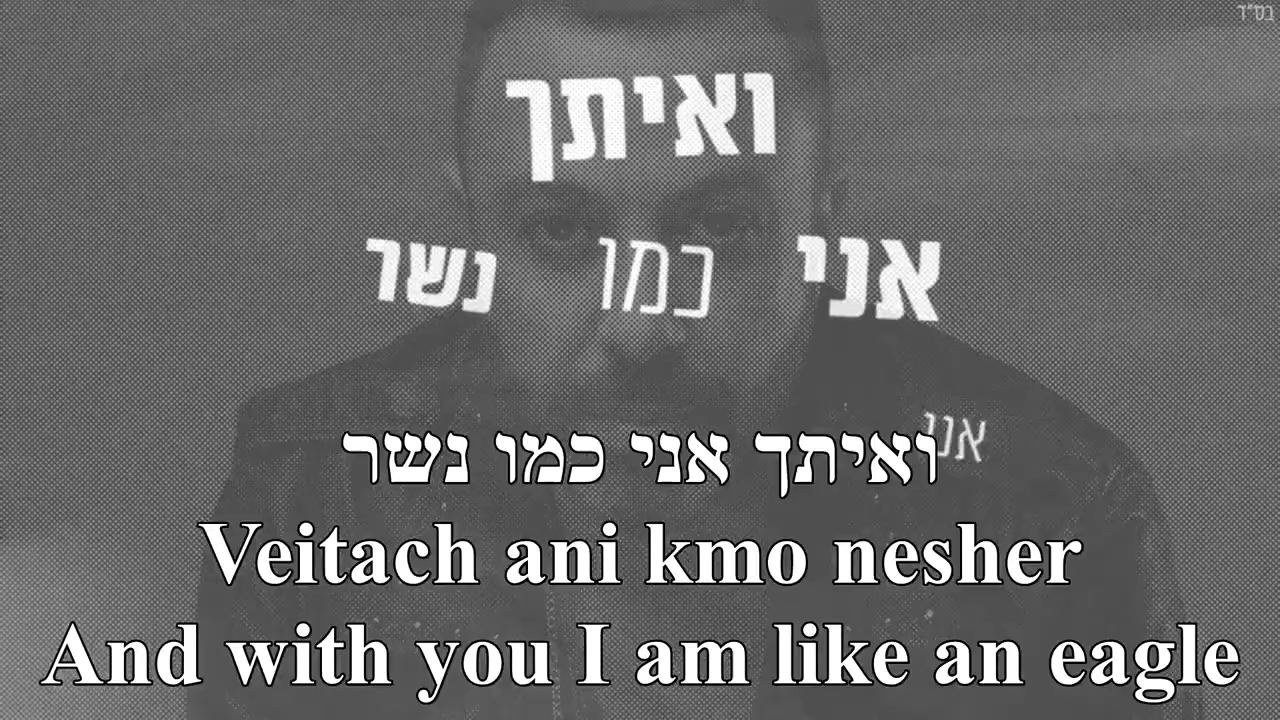 בס"ד
ואיתך
אני כמו נשר
אני
ואיתך אני כמו נשר
Veitach ani kmo nesher
And with you I am like an eagle